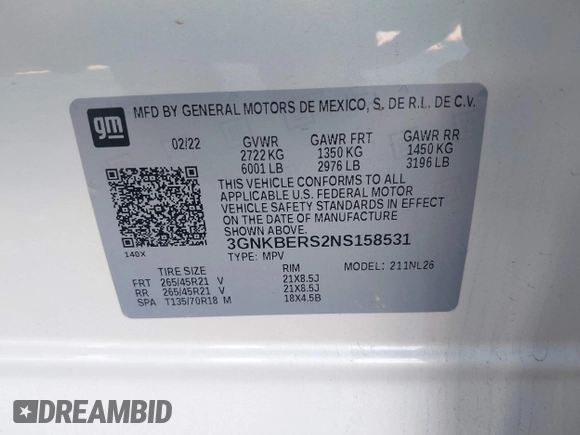 gm
MFD BY GENERAL MOTORS DE MEXICO, S. DE R.L. DE C.V.
02/22 GVWR GAWR FRT GAWR RR
2722 KG 1350 KG 1450 KG
6001 LB 2976 LB 3196 LB
THIS VEHICLE CONFORMS TO ALL
APPLICABLE U.S. FEDERAL MOTOR
VEHICLE SAFETY STANDARDS IN EFFECT
ON THE DATE OF MANUFACTURE
SHOWN ABOVE.
3GNKBERS2NS158531
140X TYPE: MPV MODEL: 211NL26
TIRE SIZE RIM
FRT 265/45R21 V 21X8.5J
RR 265/45R21 V 21X8.5J
SPA T135/70R18 M 18X4.5B
DREAMBID